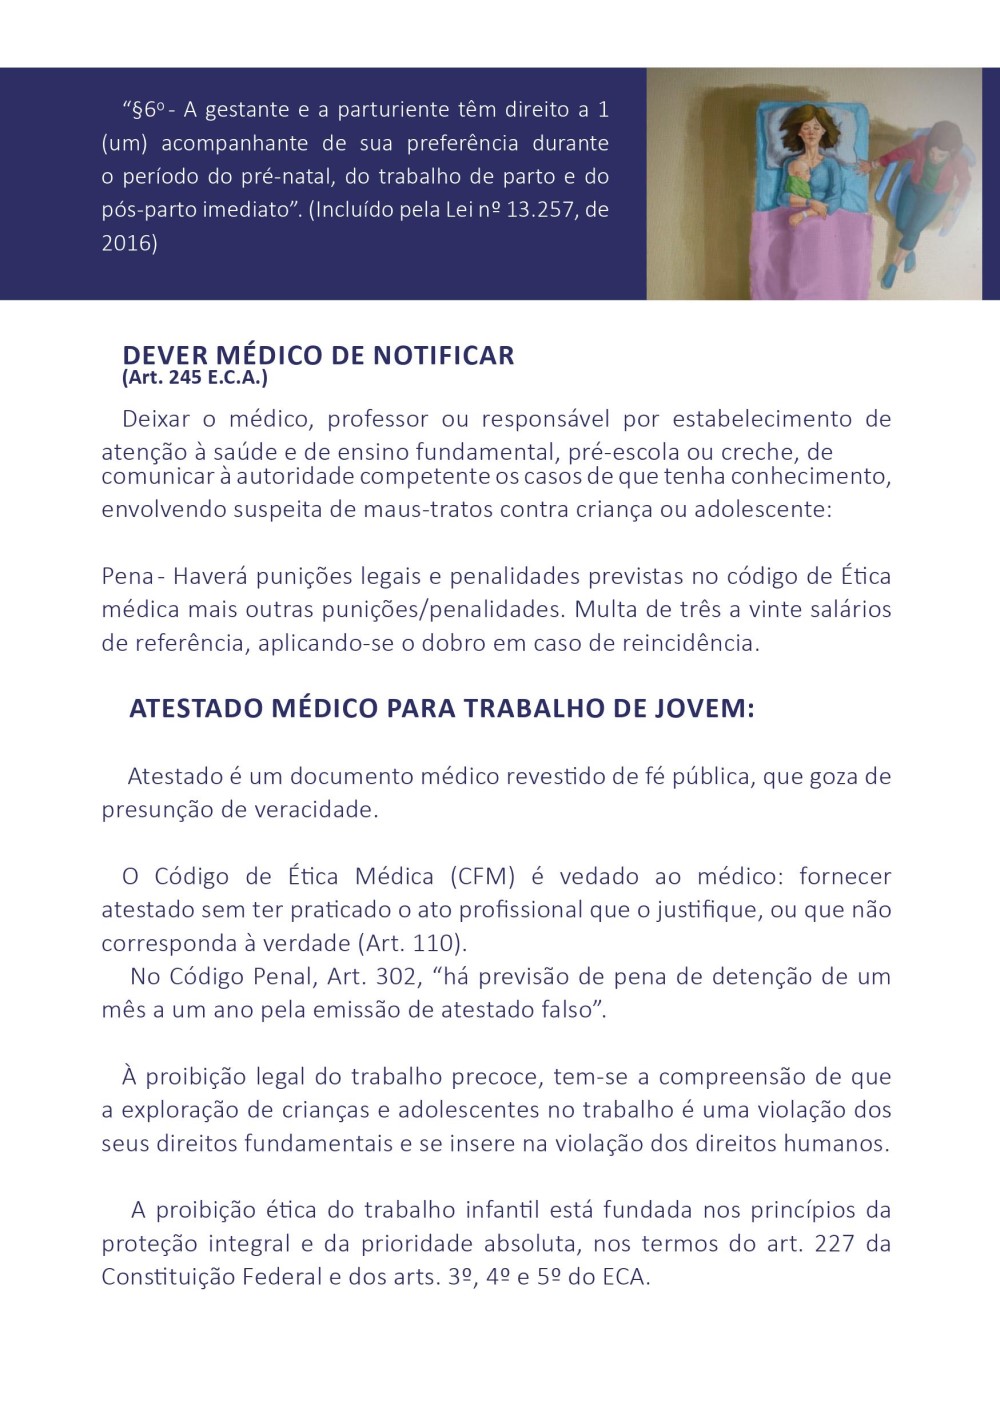 “§6º - A gestante e a parturiente têm direito a 1
(um) acompanhante de sua preferência durante
o período do pré-natal, do trabalho de parto e do
pós-parto imediato”. (Incluído pela Lei nº 13.257, de
2016)
DEVER MÉDICO DE NOTIFICAR
(Art. 245 E.C.A.)
Deixar o médico, professor ou responsável por estabelecimento de
atenção à saúde e de ensino fundamental, pré-escola ou creche, de
comunicar à autoridade competente os casos de que tenha conhecimento,
envolvendo suspeita de maus-tratos contra criança ou adolescente:
Pena - Haverá punições legais e penalidades previstas no código de Ética
médica mais outras punições/penalidades. Multa de três a vinte salários
de referência, aplicando-se o dobro em caso de reincidência.
ATESTADO MÉDICO PARA TRABALHO DE JOVEM:
Atestado é um documento médico revestido de fé pública, que goza de
presunção de veracidade.
O Código de Ética Médica (CFM) é vedado ao médico: fornecer
atestado sem ter praticado o ato profissional que o justifique, ou que não
corresponda à verdade (Art. 110).
No Código Penal, Art. 302, “há previsão de pena de detenção de um
mês a um ano pela emissão de atestado falso”.
À proibição legal do trabalho precoce, tem-se a compreensão de que
a exploração de crianças e adolescentes no trabalho é uma violação dos
seus direitos fundamentais e se insere na violação dos direitos humanos.
A proibição ética do trabalho infantil está fundada nos princípios da
proteção integral e da prioridade absoluta, nos termos do art. 227 da
Constituição Federal e dos arts. 3º, 4º e 5º do ECA.